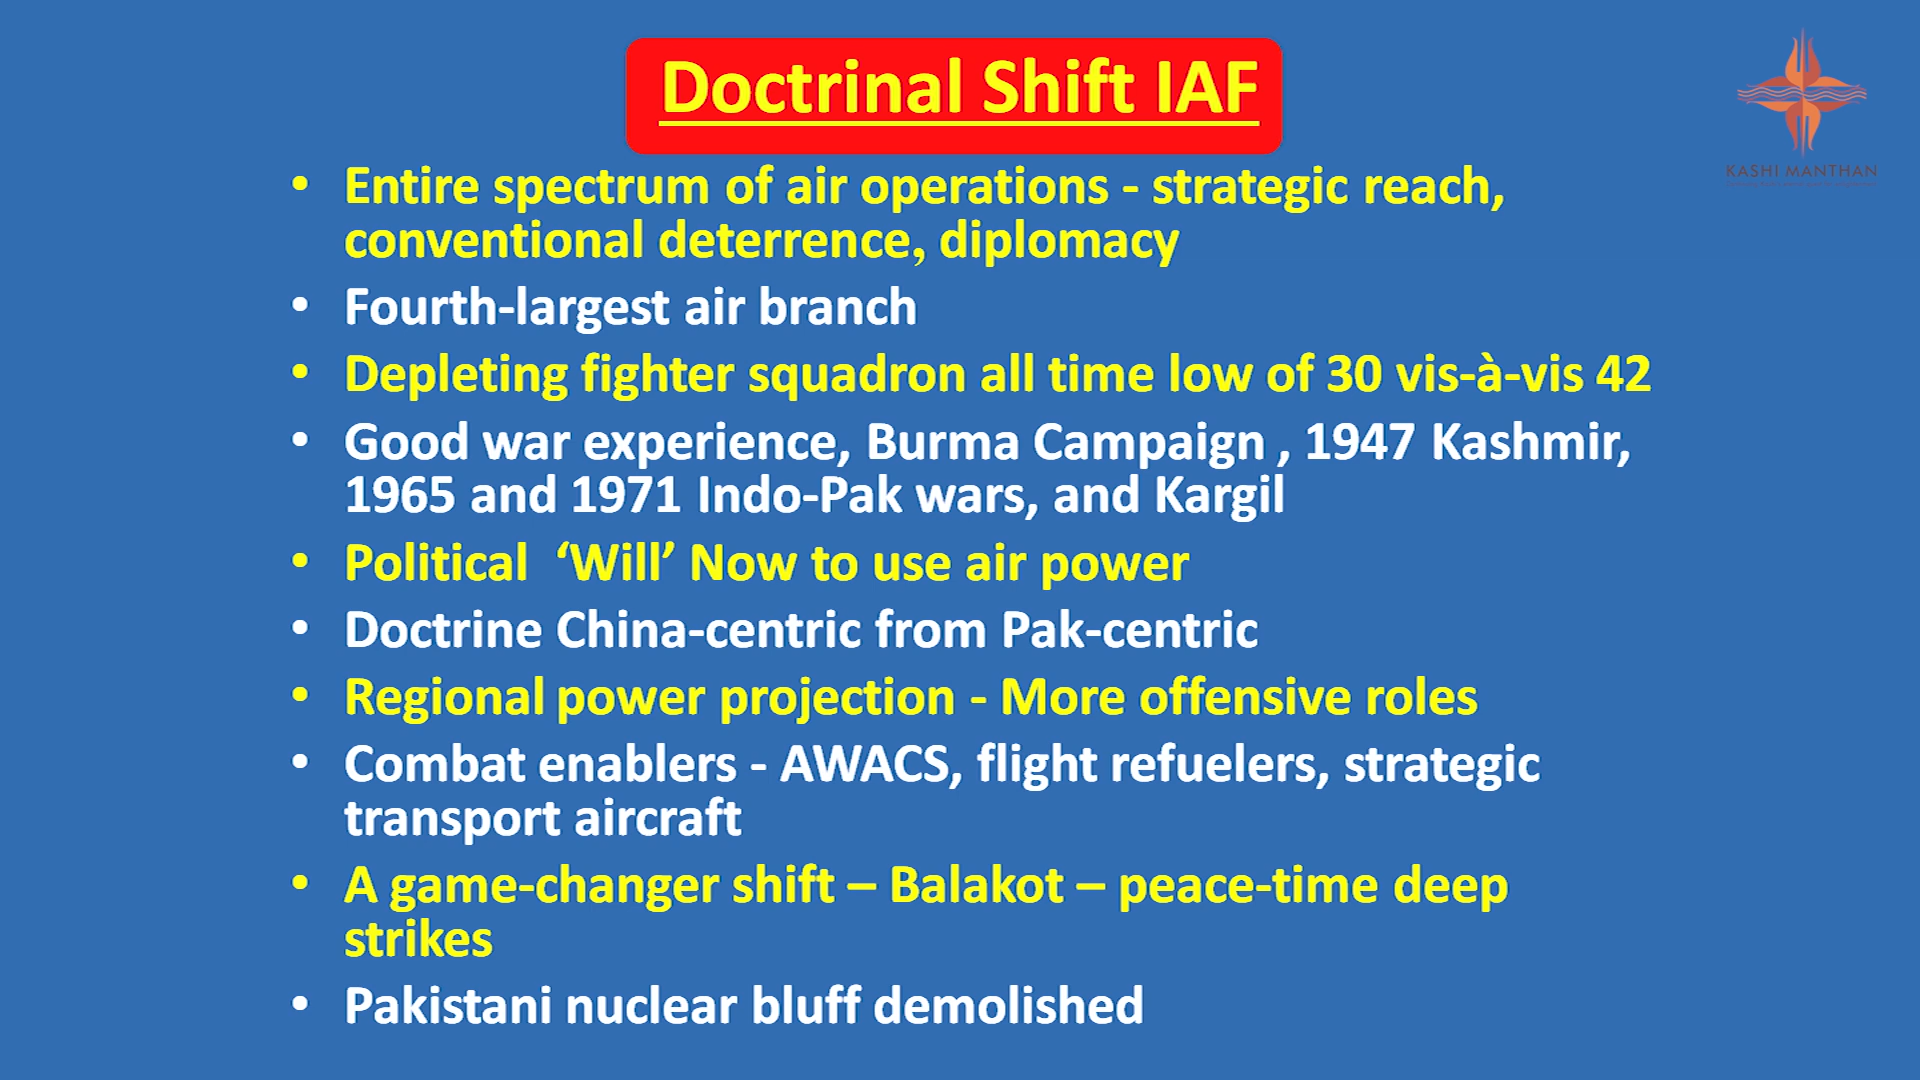 Doctrinal Shift IAF
KASHI MANTHAN
• Entire spectrum of air operations - strategic reach,
conventional deterrence, diplomacy
• Fourth-largest air branch
• Depleting fighter squadron all time low of 30 vis-à-vis 42
• Good war experience, Burma Campaign , 1947 Kashmir,
1965 and 1971 Indo-Pak wars, and Kargil
• Political ‘Will’ Now to use air power
• Doctrine China-centric from Pak-centric
• Regional power projection - More offensive roles
• Combat enablers - AWACS, flight refuelers, strategic
transport aircraft
• A game-changer shift – Balakot – peace-time deep
strikes
• Pakistani nuclear bluff demolished